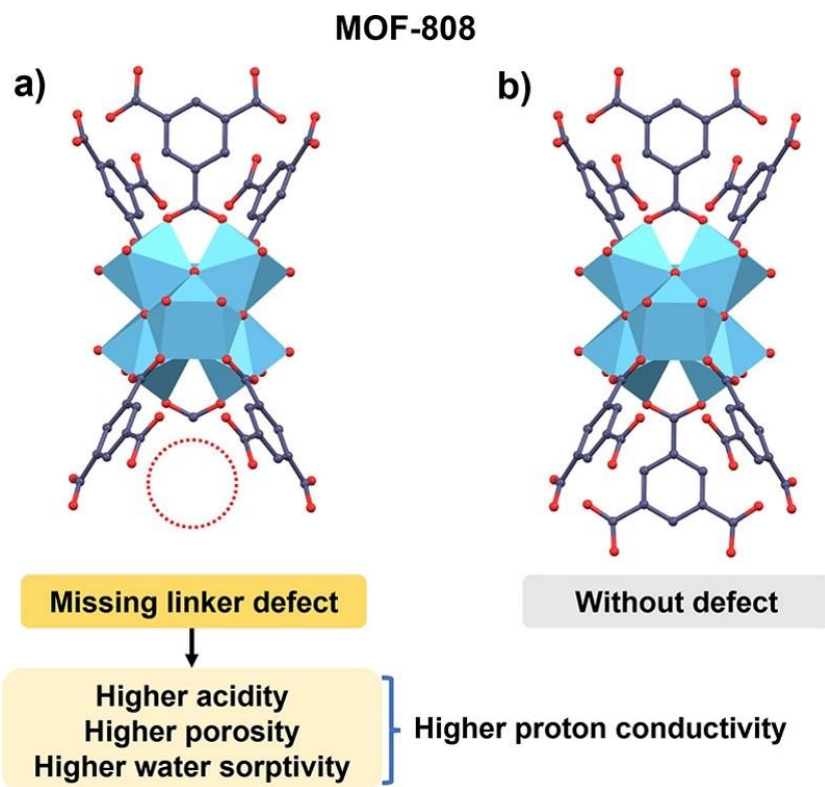 MOF-808
a)
b)
Missing linker defect
Without defect
Higher acidity
Higher porosity
Higher water sorptivity
Higher proton conductivity